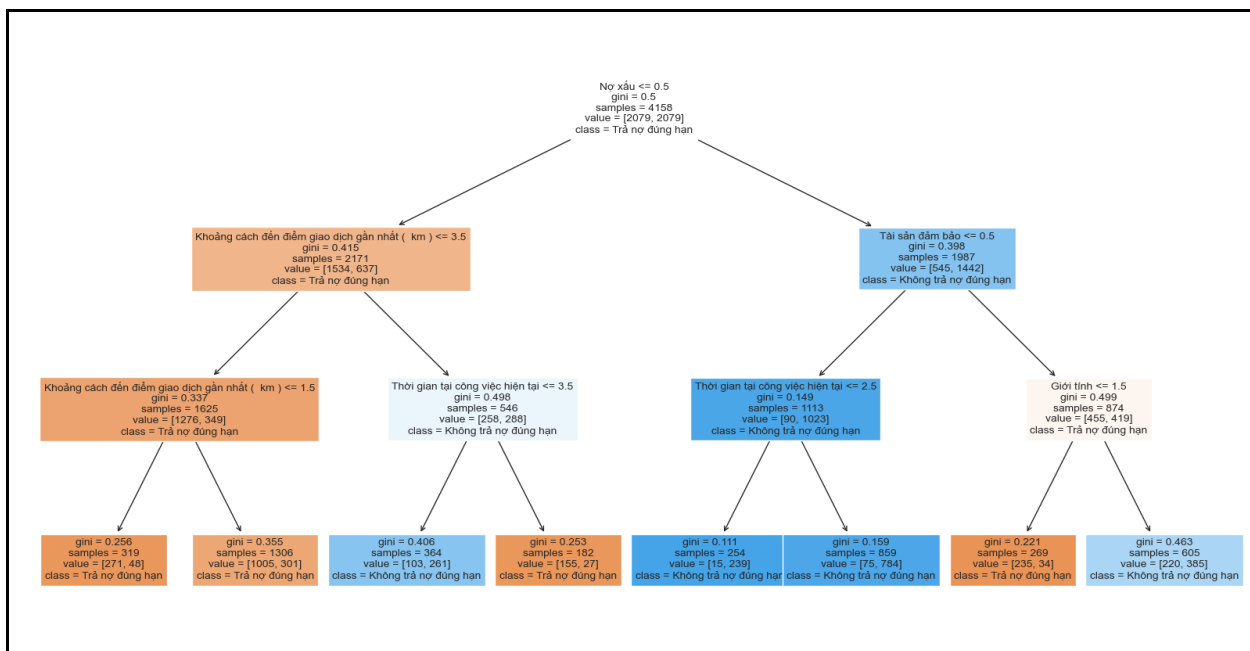 Nợ xấu <= 0.5
gini = 0.5
samples = 4158
value = [2079, 2079]
class = Trả nợ đúng hạn
Khoảng cách đến điểm giao dịch gần nhất (  km ) <= 3.5
gini = 0.415
samples = 2171
value = [1534, 637]
class = Trả nợ đúng hạn
Tài sản đảm bảo <= 0.5
gini = 0.398
samples = 1987
value = [545, 1442]
class = Không trả nợ đúng hạn
Khoảng cách đến điểm giao dịch gần nhất (  km ) <= 1.5
gini = 0.337
samples = 1625
value = [1276, 349]
class = Trả nợ đúng hạn
Thời gian tại công việc hiện tại <= 3.5
gini = 0.498
samples = 546
value = [258, 288]
class = Không trả nợ đúng hạn
Thời gian tại công việc hiện tại <= 2.5
gini = 0.149
samples = 1113
value = [90, 1023]
class = Không trả nợ đúng hạn
Giới tính <= 1.5
gini = 0.499
samples = 874
value = [455, 419]
class = Trả nợ đúng hạn
gini = 0.256
samples = 319
value = [271, 48]
class = Trả nợ đúng hạn
gini = 0.355
samples = 1306
value = [1005, 301]
class = Trả nợ đúng hạn
gini = 0.406
samples = 364
value = [103, 261]
class = Không trả nợ đúng hạn
gini = 0.253
samples = 182
value = [155, 27]
class = Trả nợ đúng hạn
gini = 0.111
samples = 254
value = [15, 239]
class = Không trả nợ đúng hạn
gini = 0.159
samples = 859
value = [75, 784]
class = Không trả nợ đúng hạn
gini = 0.221
samples = 269
value = [235, 34]
class = Trả nợ đúng hạn
gini = 0.463
samples = 605
value = [220, 385]
class = Không trả nợ đúng hạn